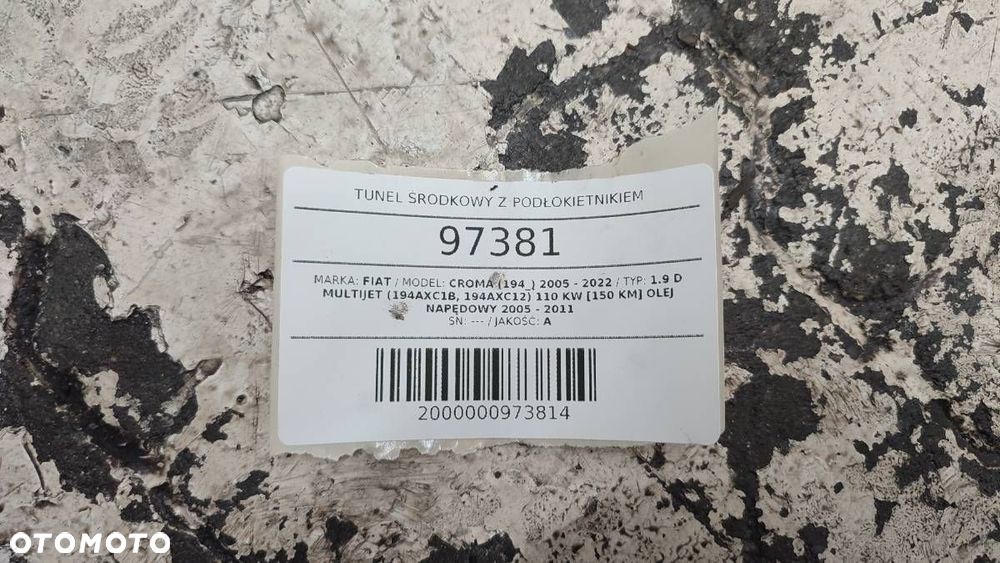 TUNEL ŚRODKOWY Z PODŁOKIETNIKIEM
97381
MARKA: FIAT / MODEL: CROMA (194_) 2005 - 2022 / TYP: 1.9 D
MULTIJET (194AXC1B, 194AXC12) 110 KW [150 KM] OLEJ
NAPĘDOWY 2005 - 2011
SN: --- / JAKOŚĆ: A
2000000973814
OTOMOTO